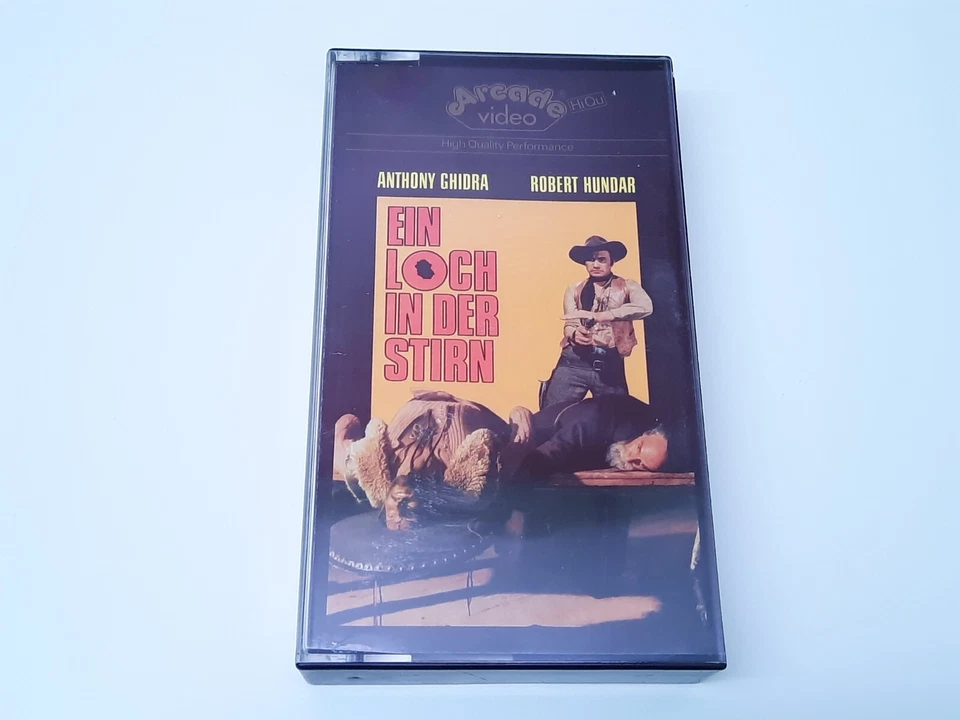 Arcade
video
HiQu
High Quality Performance
ANTHONY GHIDRA ROBERT HUNDAR
EIN
LOCH
IN DER
STIRN